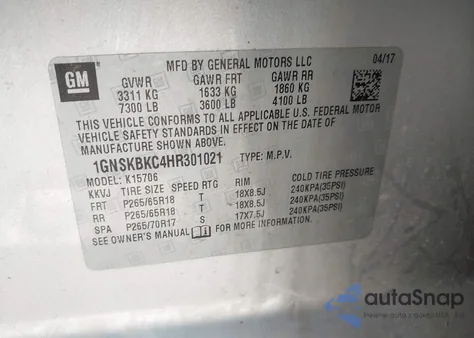 GM
MFD BY GENERAL MOTORS LLC
04/17
GVWR GAWR FRT GAWR RR
3311 KG 1633 KG 1860 KG
7300 LB 3600 LB 4100 LB
THIS VEHICLE CONFORMS TO ALL APPLICABLE U.S. FEDERAL MOTOR
VEHICLE SAFETY STANDARDS IN EFFECT ON THE DATE OF
MANUFACTURE SHOWN ABOVE.
1GNSKBKC4HR301021 TYPE: M.P.V.
MODEL: K15706
KKVJ TIRE SIZE SPEED RTG RIM COLD TIRE PRESSURE
FRT P265/65R18 T 18X8.5J 240KPA(35PSI)
RR P265/65R18 T 18X8.5J 240KPA(35PSI)
SPA P265/70R17 S 17X7.5J 240KPA(35PSI)
SEE OWNER'S MANUAL FOR MORE INFORMATION.
autaSnap